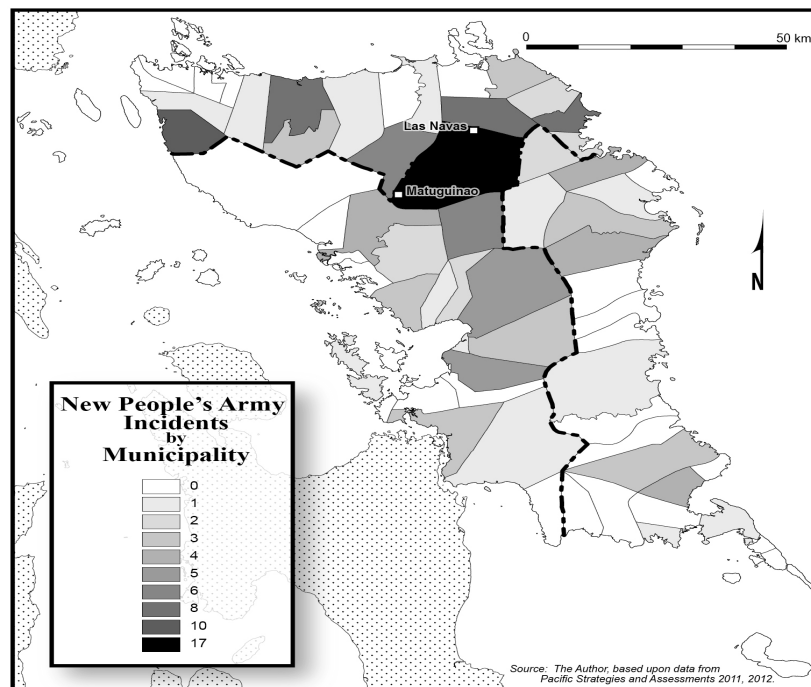 0
50 km
Las Navas
Matuguinao
N
New People's Army
Incidents
by
Municipality
0
1
2
3
4
5
6
8
10
17
Source: The Author, based upon data from
Pacific Strategies and Assessments 2011, 2012.